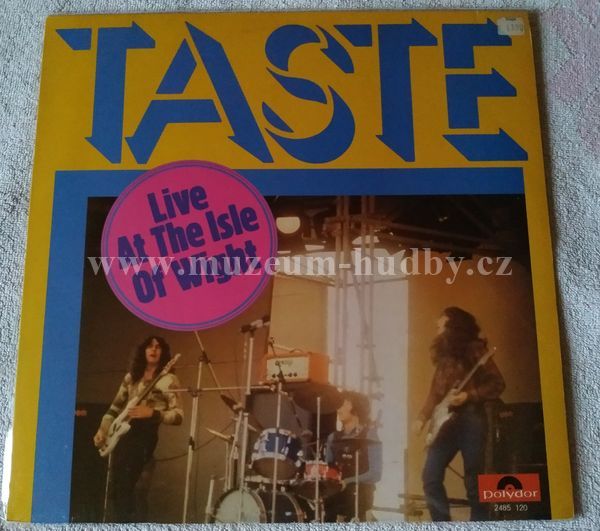 TASTE
Live
At The Isle
Of Wight
www.muzeum-hudby.cz
polydor
2485 120